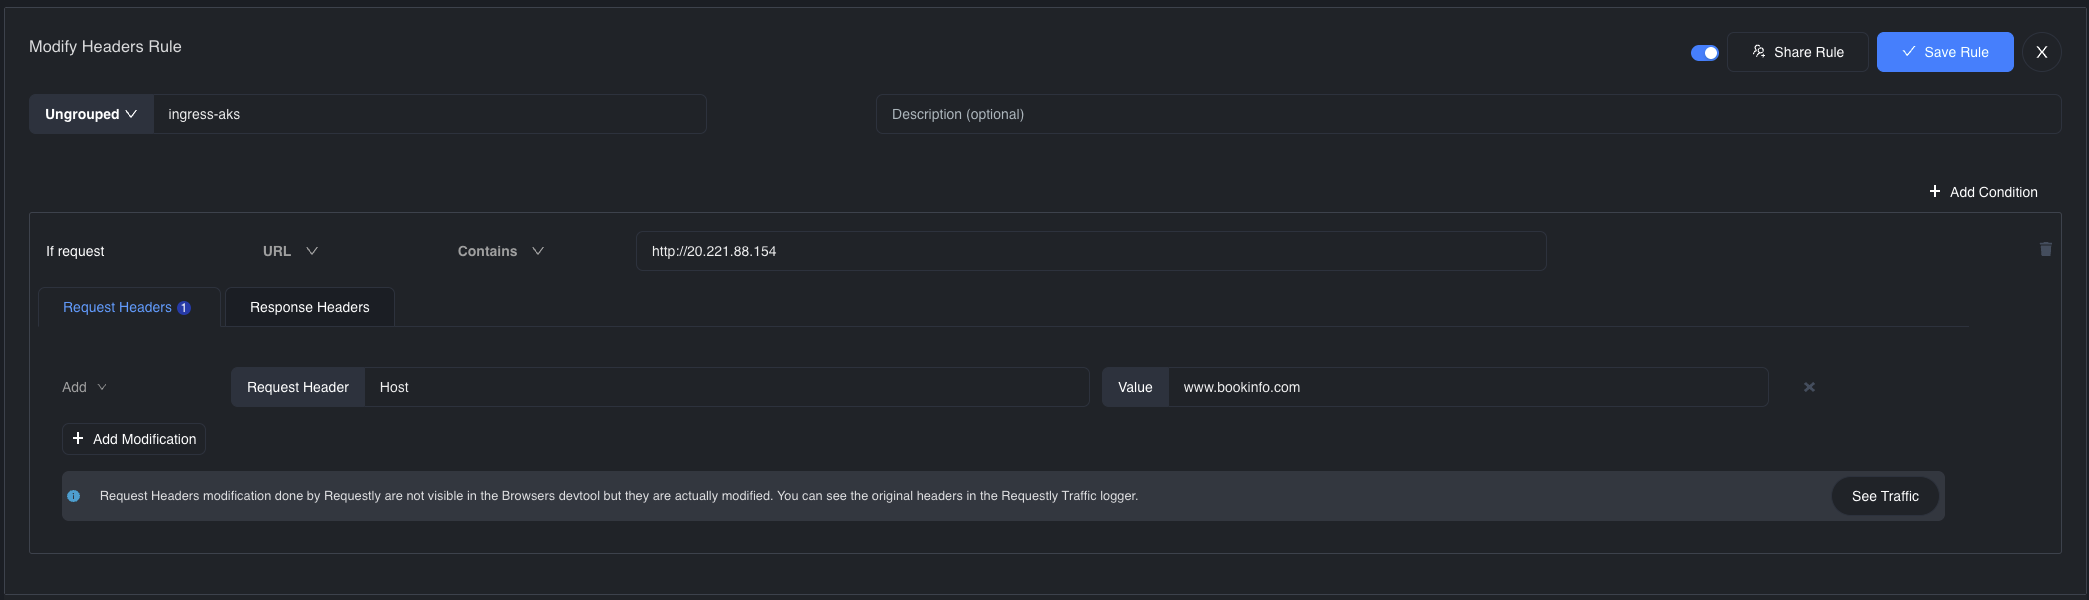 Modify Headers Rule
Share Rule
Save Rule
X
Ungrouped
ingress-aks
Description (optional)
+ Add Condition
If request
URL
Contains
http://20.221.88.154
Request Headers 1
Response Headers
Add
Request Header
Host
Value
www.bookinfo.com
+ Add Modification
Request Headers modification done by Requestly are not visible in the Browsers devtool but they are actually modified. You can see the original headers in the Requestly Traffic logger.
See Traffic